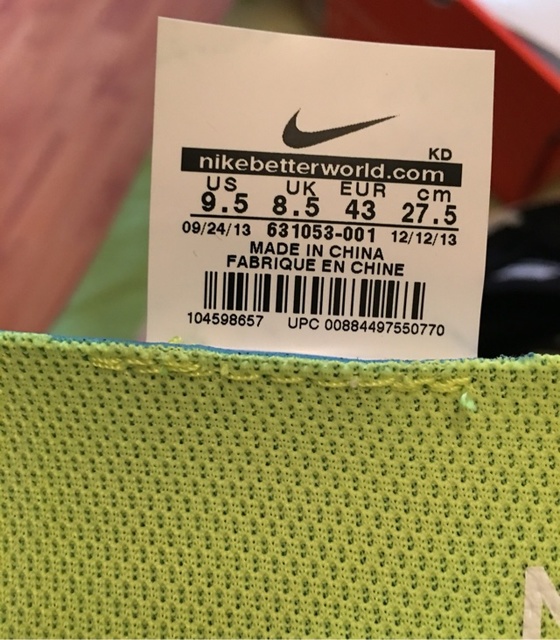 KD
nikebetterworld.com
US UK EUR cm
9.5 8.5 43 27.5
09/24/13 631053-001 12/12/13
MADE IN CHINA
FABRIQUE EN CHINE
104598657 UPC 00884497550770
N